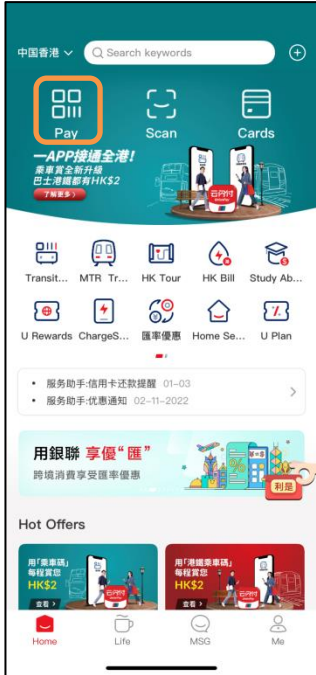 中国香港
Search keywords
Pay
Scan
Cards
一APP接通全港!
乘車賞全新升級
巴士港鐵都有HK$2
了解更多>
云闪付
Transit...
MTR Tr...
HK Tour
HK Bill
Study Ab...
U Rewards
ChargeS...
匯率優惠
Home Se...
U Plan
• 服务助手:信用卡还款提醒 01-03
• 服务助手:优惠通知 02-11-2022
用銀聯 享優“匯”
跨境消費享受匯率優惠
利是
Hot Offers
用「乘車碼」
每程賞您
HK$2
查看>
云闪付
用「港鐵乘車碼」
每程賞您
HK$2
查看>
云闪付
Home
Life
MSG
Me